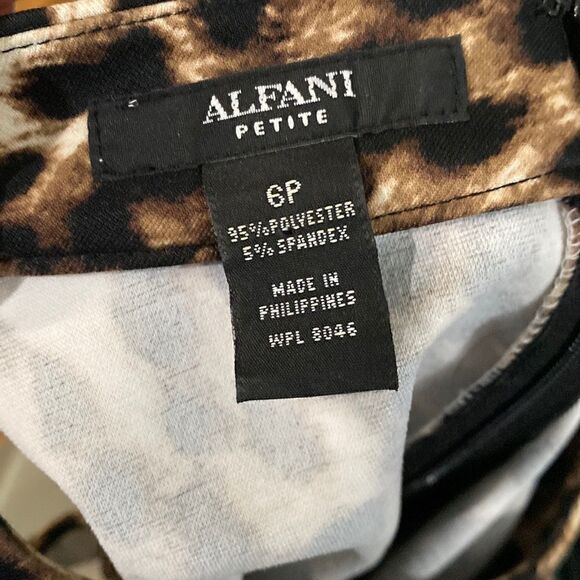 ALFANI
PETITE
6P
95% POLYESTER
5% SPANDEX
MADE IN
PHILIPPINES
WPL 8046